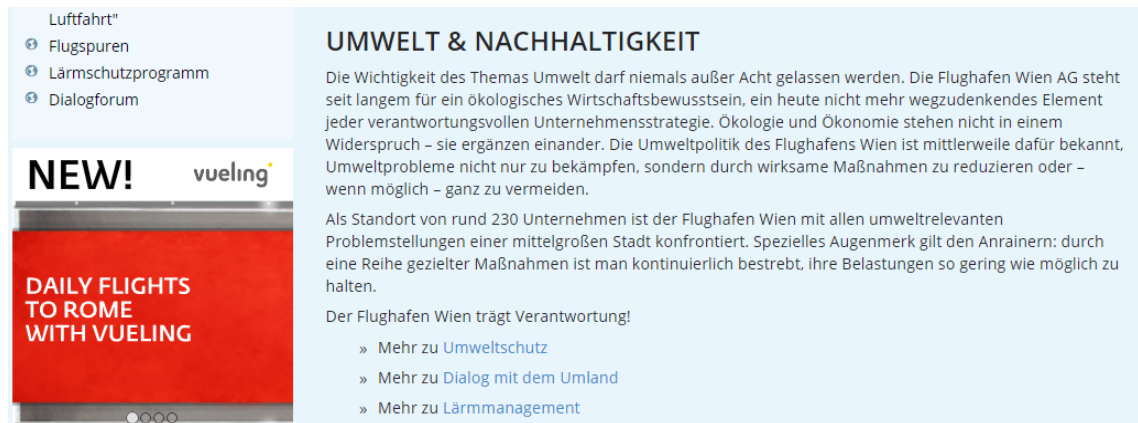 Luftfahrt"
Flugspuren
Lärmschutzprogramm
Dialogforum
NEW!
vueling
DAILY FLIGHTS
TO ROME
WITH VUELING
UMWELT & NACHHALTIGKEIT
Die Wichtigkeit des Themas Umwelt darf niemals außer Acht gelassen werden. Die Flughafen Wien AG steht
seit langem für ein ökologisches Wirtschaftsbewusstsein, ein heute nicht mehr wegzudenkendes Element
jeder verantwortungsvollen Unternehmensstrategie. Ökologie und Ökonomie stehen nicht in einem
Widerspruch – sie ergänzen einander. Die Umweltpolitik des Flughafens Wien ist mittlerweile dafür bekannt,
Umweltprobleme nicht nur zu bekämpfen, sondern durch wirksame Maßnahmen zu reduzieren oder –
wenn möglich – ganz zu vermeiden.
Als Standort von rund 230 Unternehmen ist der Flughafen Wien mit allen umweltrelevanten
Problemstellungen einer mittelgroßen Stadt konfrontiert. Spezielles Augenmerk gilt den Anrainern: durch
eine Reihe gezielter Maßnahmen ist man kontinuierlich bestrebt, ihre Belastungen so gering wie möglich zu
halten.
Der Flughafen Wien trägt Verantwortung!
» Mehr zu Umweltschutz
» Mehr zu Dialog mit dem Umland
» Mehr zu Lärmmanagement